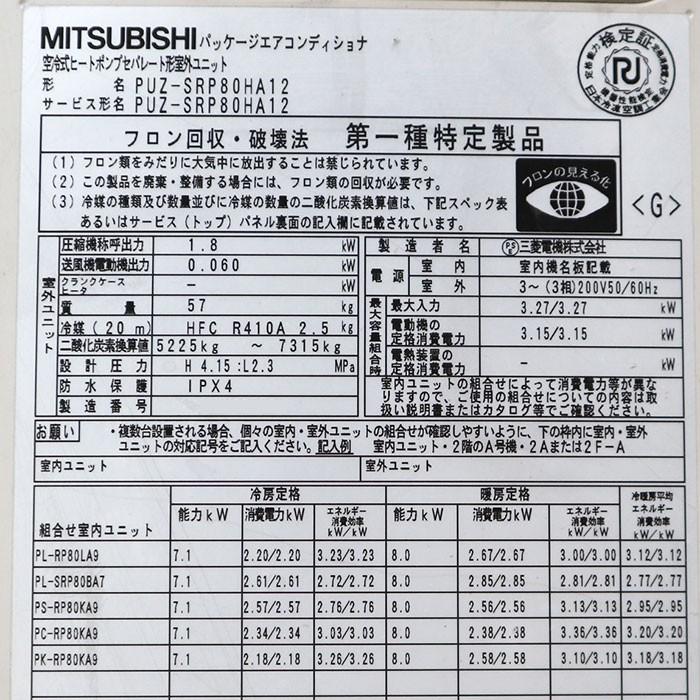 MITSUBISHI パッケージエアコンディショナ
空冷式ヒートポンプセパレート形室外ユニット
形 名 PUZ-SRP80HA12
サービス形名 PUZ-SRP80HA12
定格能力 検定証 定格消費電力
機器性能検定
日本冷凍空調工業会
フロン回収・破壊法 第一種特定製品
(1) フロン類をみだりに大気中に放出することは禁じられています。
(2) この製品を廃棄・整備する場合には、フロン類の回収が必要です。
(3) 冷媒の種類及び数量並びに冷媒の数量の二酸化炭素換算値は、下記スペック表
あるいはサービス(トップ)パネル裏面の記入欄に記載されています。
フロンの見える化
<G>
室外ユニット
圧縮機称呼出力 1.8 kW
送風機電動機出力 0.060 kW
クランクケースヒータ - kW
質 量 57 kg
冷媒(20m) HFC R410A 2.5 kg
二酸化炭素換算値 5225kg ~ 7315kg
設計圧力 H 4.15:L2.3 MPa
防水保護 IPX4
製造番号
製造者名 PSE 三菱電機株式会社
電源 室内 室内機名板記載
室外 3~(3相)200V50/60Hz
最大容量組合時
最大入力 3.27/3.27 kW
電動機の定格消費電力 3.15/3.15 kW
電熱装置の定格消費電力 - kW
室内ユニットの組合せによって消費電力等が異な
りますので、ご使用の組合せについての内容は取
扱い説明書またはカタログ等でご確認ください。
お願い ・複数台設置される場合、個々の室内・室外ユニットの組合せが確認しやすいように、下の枠内に室内・室外
ユニットの対応記号をご記入ください。記入例 室内ユニット・2階のA号機・2Aまたは2F-A
室内ユニット 室外ユニット
組合せ室内ユニット 冷房定格 暖房定格 冷暖房平均エネルギー消費効率 kW/kW
能力kW 消費電力kW エネルギー消費効率 kW/kW 能力kW 消費電力kW エネルギー消費効率 kW/kW
PL-RP80LA9 7.1 2.20/2.20 3.23/3.23 8.0 2.67/2.67 3.00/3.00 3.12/3.12
PL-SRP80BA7 7.1 2.61/2.61 2.72/2.72 8.0 2.85/2.85 2.81/2.81 2.77/2.77
PS-RP80KA9 7.1 2.57/2.57 2.76/2.76 8.0 2.56/2.56 3.13/3.13 2.95/2.95
PC-RP80KA9 7.1 2.34/2.34 3.03/3.03 8.0 2.38/2.38 3.36/3.36 3.20/3.20
PK-RP80KA9 7.1 2.18/2.18 3.26/3.26 8.0 2.58/2.58 3.10/3.10 3.18/3.18